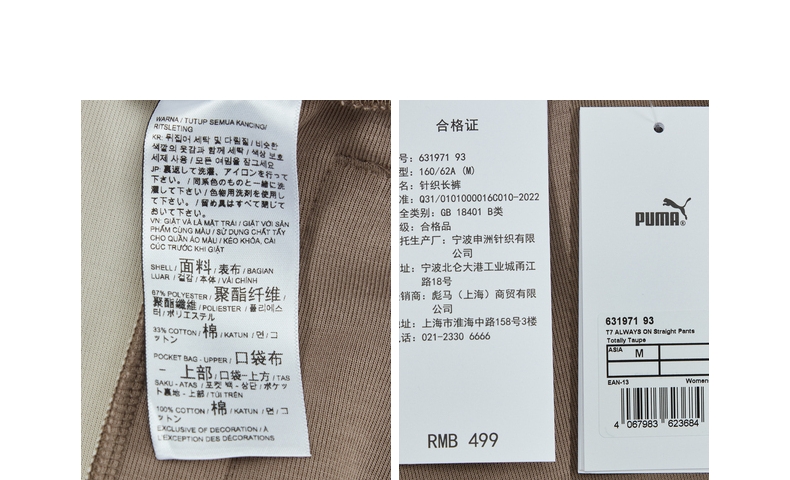 WARNA / TUTUP SEMUA KANCING/
RITSLETING
KR: 뒤집어 세탁 및 다림질 / 비슷한
색깔의 옷감과 함께 세탁 / 색상 보호
세제 사용 / 모든 여밈을 잠그세요
JP: 裏返して洗濯、アイロンを行って
下さい。 / 同系色のものと一緒に洗
濯して下さい / 色物用洗剤を使用し
て下さい。 / 留め具はすべて閉じて
おいて下さい。
VN: GIẶT VÀ LÀ MẶT TRÁI / GIẶT VỚI SẢN
PHẨM CÙNG MÀU / SỬ DỤNG CHẤT TẨY
CHO QUẦN ÁO MÀU / KÉO KHÓA, CÀI
CÚC TRƯỚC KHI GIẶT
SHELL / 面料 / 表布 / BAGIAN
LUAR / 겉감 / 本体 / VẢI CHÍNH
67% POLYESTER / 聚酯纤维 /
聚酯纖維 / POLIESTER / 폴리에스
터 / ポリエステル
33% COTTON / 棉 / KATUN / 면 / コ
ットン
POCKET BAG - UPPER / 口袋布
- 上部 / 口袋-上方 / TAS
SAKU - ATAS / 포켓 백 - 상단 / ポケッ
ト裏地 - 上部 / TÚI TRÊN
100% COTTON / 棉 / KATUN / 면 / コ
ットン
EXCLUSIVE OF DECORATION / À
L'EXCEPTION DES DÉCORATIONS
合格证
号: 631971 93
型: 160/62A (M)
名: 针织长裤
准: Q31/0101000016C010-2022
全类别: GB 18401 B类
级: 合格品
托生产厂: 宁波申洲针织有限
公司
址: 宁波北仑大港工业城甬江
路18号
销商: 彪马（上海）商贸有限
公司
址: 上海市淮海中路158号3楼
话: 021-2330 6666
RMB 499
PUMA
631971 93
T7 ALWAYS ON Straight Pants
Totally Taupe
ASIA M
EAN-13 Women
4 067983 623684